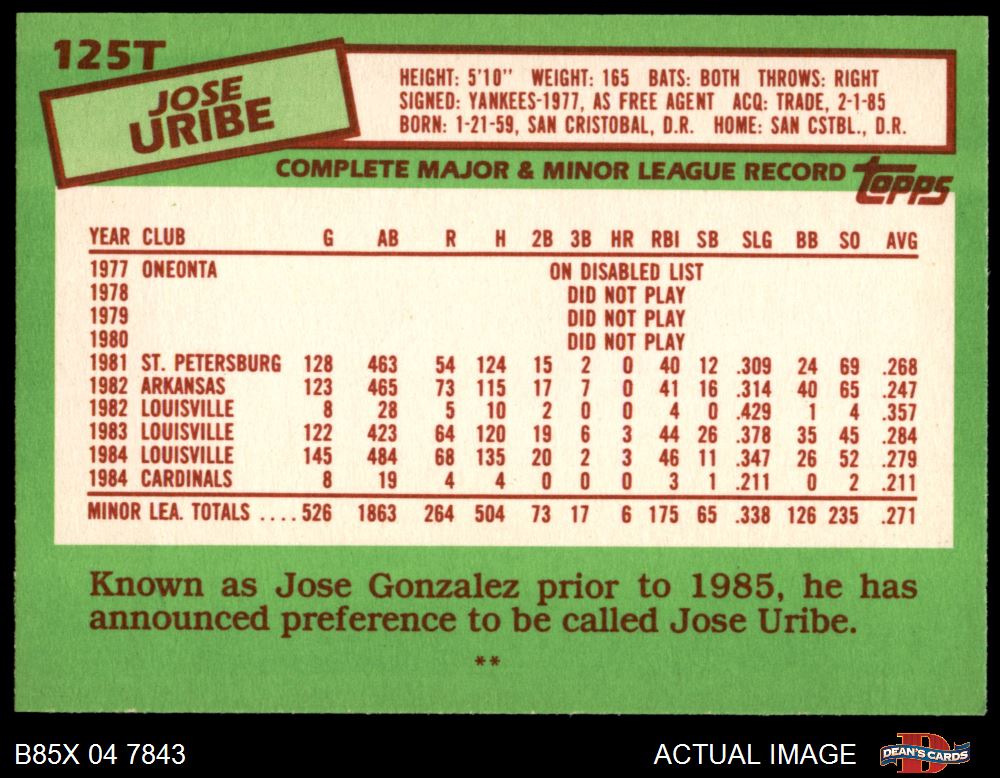 125T
JOSE
URIBE
HEIGHT: 5'10" WEIGHT: 165 BATS: BOTH THROWS: RIGHT
SIGNED: YANKEES-1977, AS FREE AGENT ACQ: TRADE, 2-1-85
BORN: 1-21-59, SAN CRISTOBAL, D.R. HOME: SAN CSTBL., D.R.
COMPLETE MAJOR & MINOR LEAGUE RECORD topps
YEAR CLUB G AB R H 2B 3B HR RBI SB SLG BB SO AVG
1977 ONEONTA ON DISABLED LIST
1978 DID NOT PLAY
1979 DID NOT PLAY
1980 DID NOT PLAY
1981 ST. PETERSBURG 128 463 54 124 15 2 0 40 12 .309 24 69 .268
1982 ARKANSAS 123 465 73 115 17 7 0 41 16 .314 40 65 .247
1982 LOUISVILLE 8 28 5 10 2 0 0 4 0 .429 1 4 .357
1983 LOUISVILLE 122 423 64 120 19 6 3 44 26 .378 35 45 .284
1984 LOUISVILLE 145 484 68 135 20 2 3 46 11 .347 26 52 .279
1984 CARDINALS 8 19 4 4 0 0 0 3 1 .211 0 2 .211
MINOR LEA. TOTALS .... 526 1863 264 504 73 17 6 175 65 .338 126 235 .271
Known as Jose Gonzalez prior to 1985, he has
announced preference to be called Jose Uribe.
**
B85X 04 7843 ACTUAL IMAGE DEAN'S CARDS